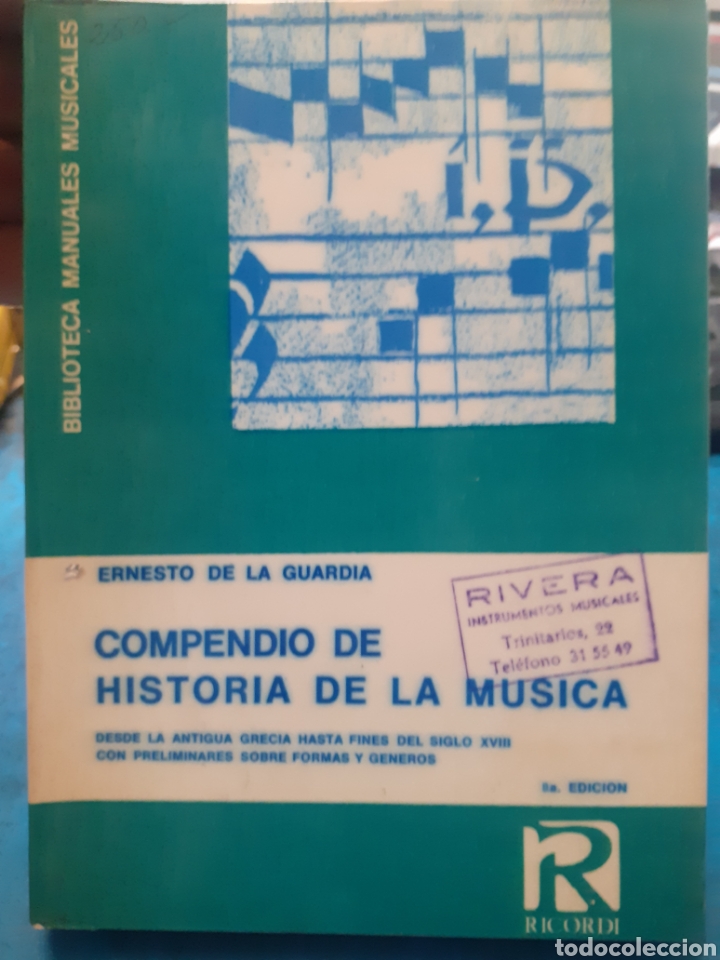 250
BIBLIOTECA MANUALES MUSICALES
ERNESTO DE LA GUARDIA
COMPENDIO DE
HISTORIA DE LA MUSICA
DESDE LA ANTIGUA GRECIA HASTA FINES DEL SIGLO XVIII
CON PRELIMINARES SOBRE FORMAS Y GENEROS
RIVERA
INSTRUMENTOS MUSICALES
Trinitarios, 22
Teléfono 31 55 49
EDICION
R
RICORDI
todocoleccion